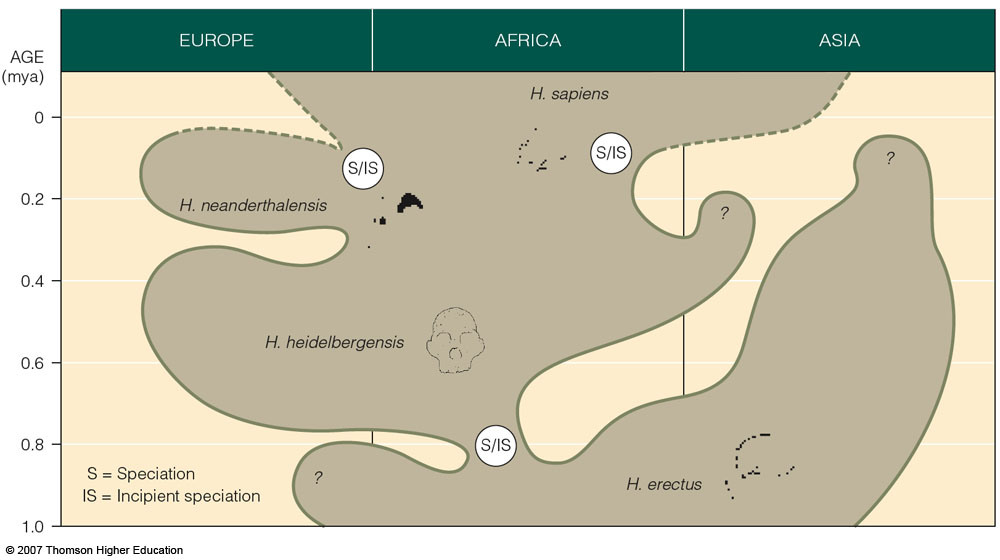 EUROPE AFRICA ASIA
AGE
(mya)
H. sapiens
0
S/IS S/IS
?
0.2
H. neanderthalensis
?
0.4
H. heidelbergensis
0.6
0.8
S/IS
S = Speciation
?
H. erectus
IS = Incipient speciation
1.0
© 2007 Thomson Higher Education